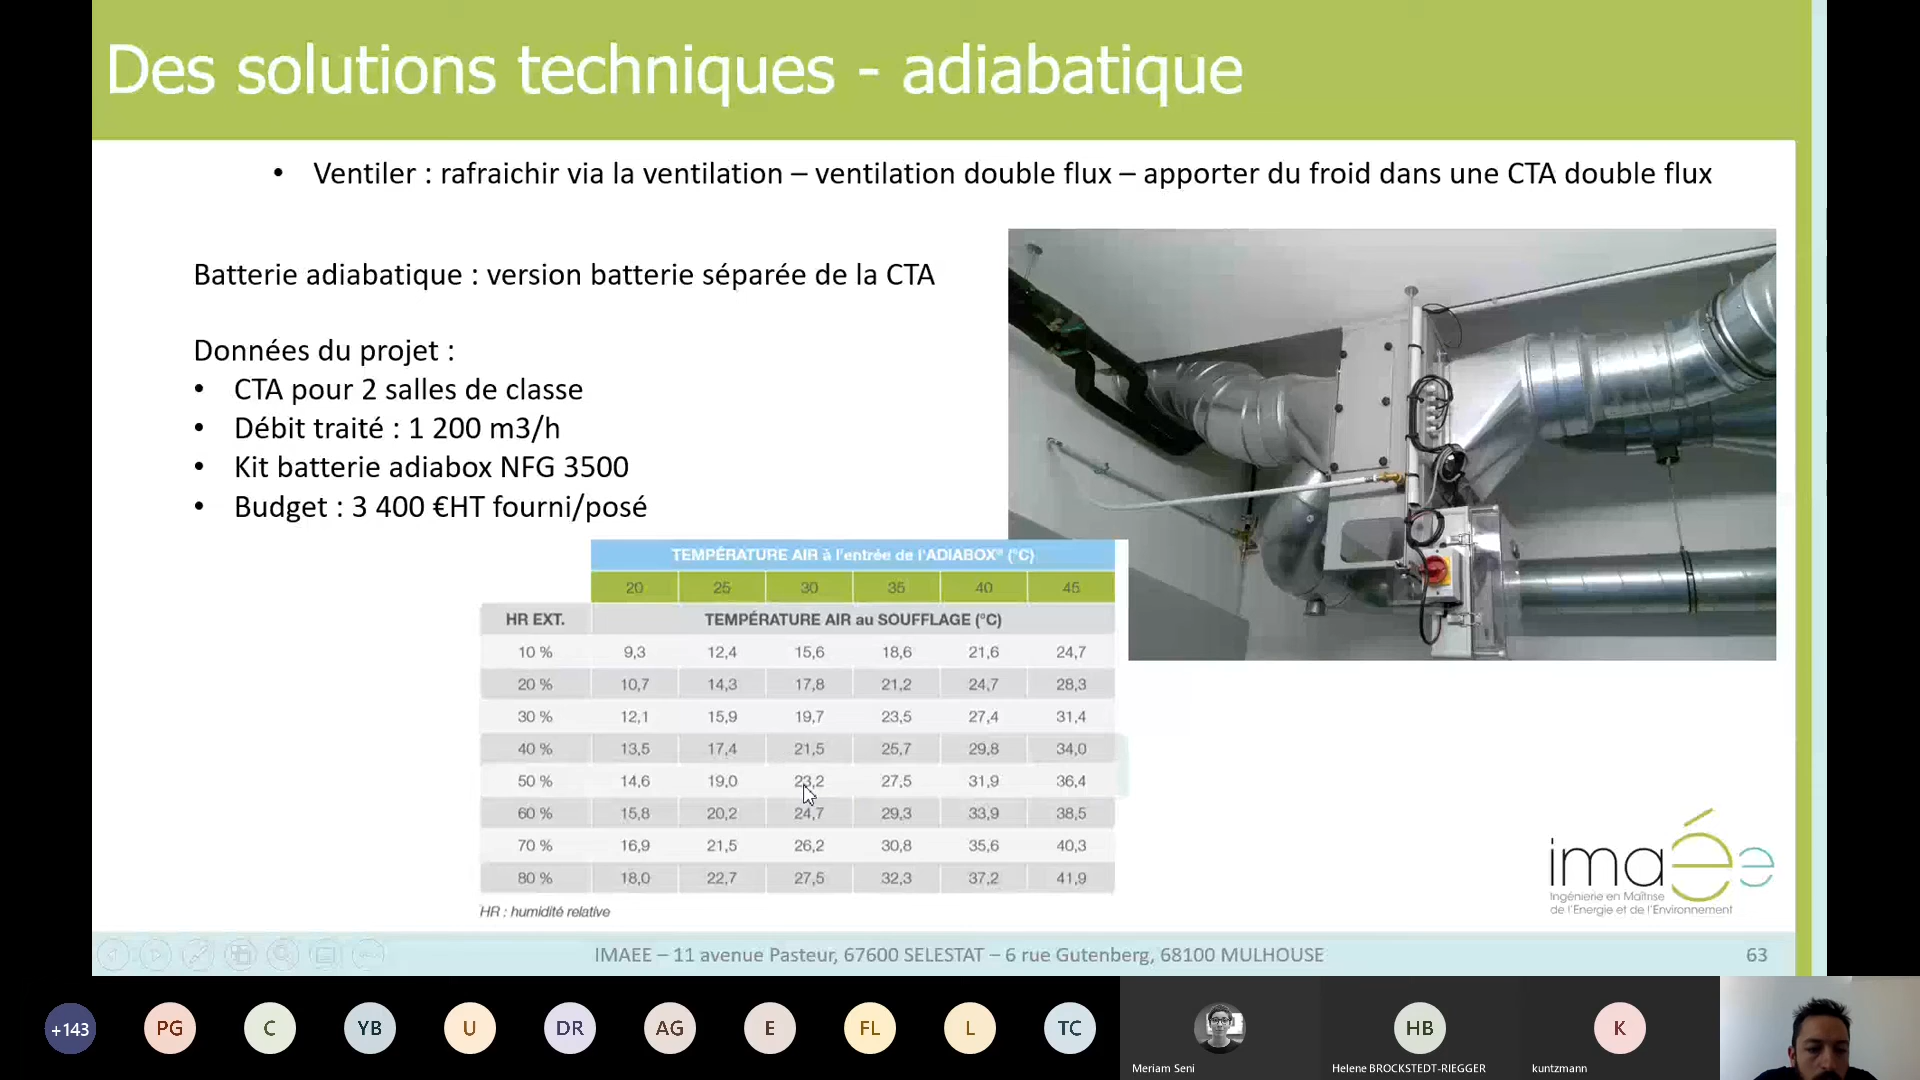 Des solutions techniques - adiabatique
• Ventiler : rafraichir via la ventilation – ventilation double flux – apporter du froid dans une CTA double flux
Batterie adiabatique : version batterie séparée de la CTA
Données du projet :
• CTA pour 2 salles de classe
• Débit traité : 1 200 m3/h
• Kit batterie adiabox NFG 3500
• Budget : 3 400 €HT fourni/posé
TEMPÉRATURE AIR à l'entrée de l'ADIABOX® (°C)
20 25 30 35 40 45
HR EXT. TEMPÉRATURE AIR au SOUFFLAGE (°C)
10 % 9,3 12,4 15,6 18,6 21,6 24,7
20 % 10,7 14,3 17,8 21,2 24,7 28,3
30 % 12,1 15,9 19,7 23,5 27,4 31,4
40 % 13,5 17,4 21,5 25,7 29,8 34,0
50 % 14,6 19,0 23,2 27,5 31,9 36,4
60 % 15,8 20,2 24,7 29,3 33,9 38,5
70 % 16,9 21,5 26,2 30,8 35,6 40,3
80 % 18,0 22,7 27,5 32,3 37,2 41,9
HR : humidité relative
imaée
Ingénierie en Maîtrise
de l'Energie et de l'Environnement
IMAEE – 11 avenue Pasteur, 67600 SELESTAT – 6 rue Gutenberg, 68100 MULHOUSE
63
+143 PG C YB U DR AG E FL L TC HB K
Meriam Seni Helene BROCKSTEDT-RIEGGER kuntzmann